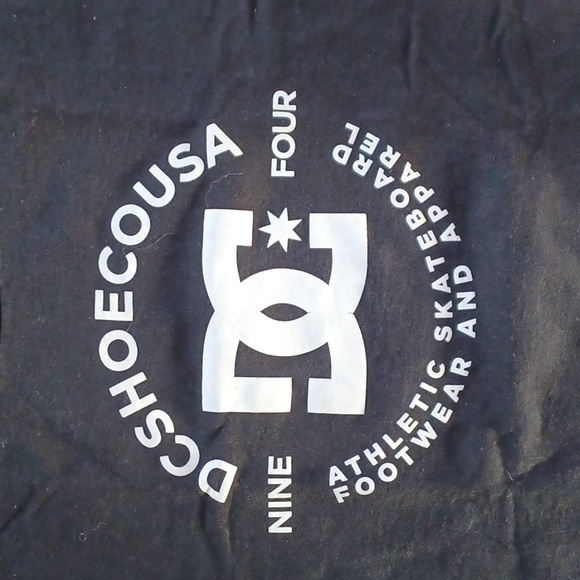 DCSHOECOUSA
NINE
FOUR
ATHLETIC SKATEBOARD
FOOTWEAR AND APPAREL